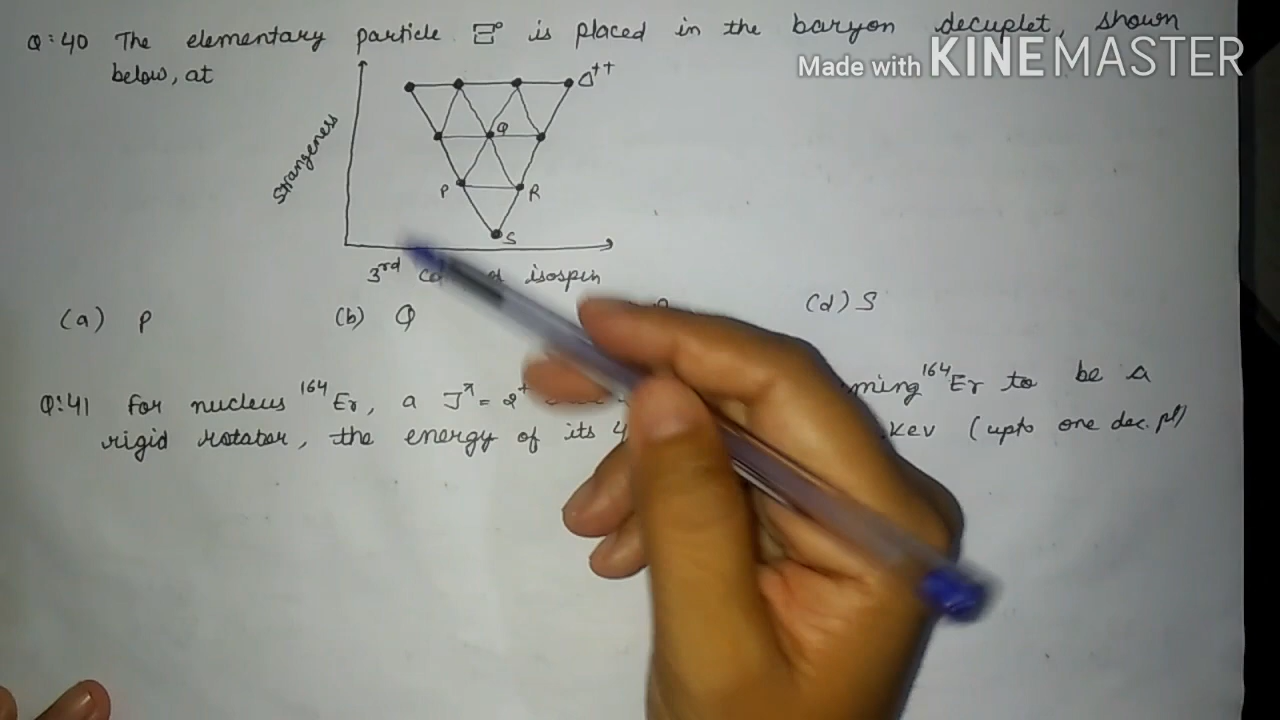 Q:40 The elementary particle Ξ° is placed in the baryon decuplet, shown
below, at
Made with KINEMASTER
Δ++
Strangeness
Q
P
R
S
3rd isospin
(a) P (b) Q (d) S
Q:41 For nucleus 164Er, a Jπ = 2+ 164Er to be a
rigid rotator, the energy of its 4 kev (upto one dec. pl)